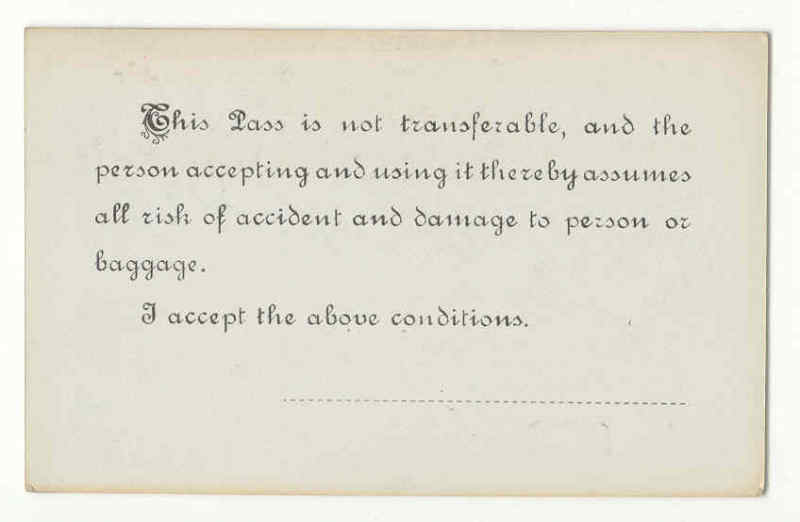 This Pass is not transferable, and the
person accepting and using it thereby assumes
all risk of accident and damage to person or
baggage.
I accept the above conditions.